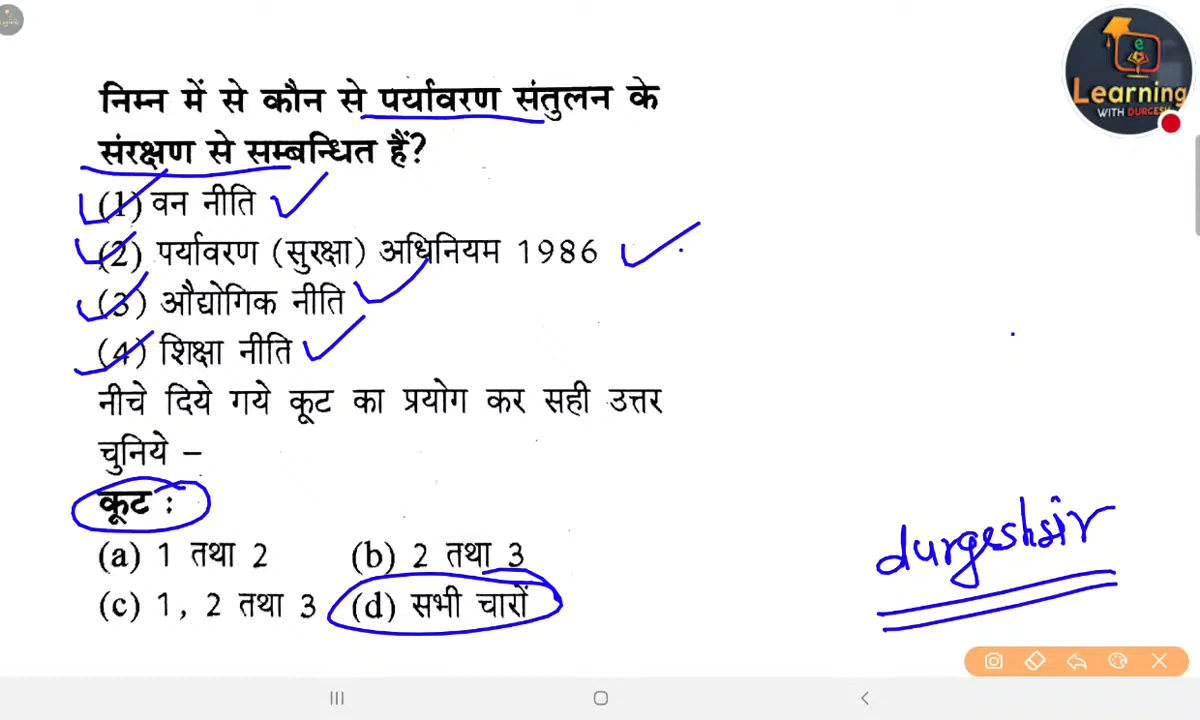 e
Learning
WITH DURGESH
निम्न में से कौन से पर्यावरण संतुलन के
संरक्षण से सम्बन्धित हैं?
(1) वन नीति
(2) पर्यावरण (सुरक्षा) अधिनियम 1986
(3) औद्योगिक नीति
(4) शिक्षा नीति
नीचे दिये गये कूट का प्रयोग कर सही उत्तर
चुनिये –
कूट :
(a) 1 तथा 2 (b) 2 तथा 3
(c) 1, 2 तथा 3 (d) सभी चारों
durgeshsir